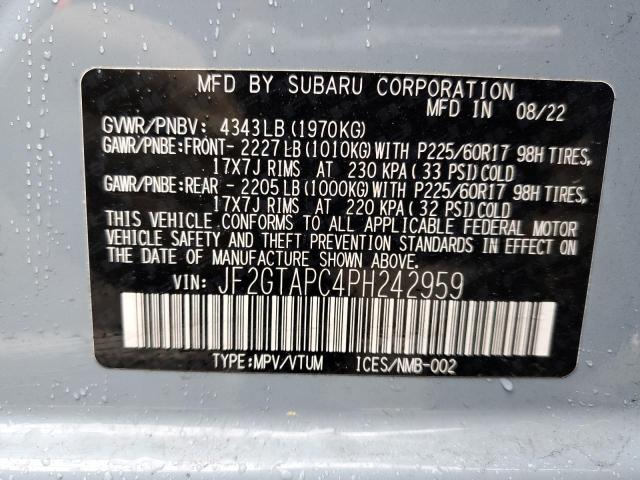 MFD BY SUBARU CORPORATION
MFD IN 08/22
GVWR/PNBV: 4343LB(1970KG)
GAWR/PNBE:FRONT- 2227LB(1010KG)WITH P225/60R17 98H TIRES,
17X7J RIMS AT 230 KPA(33 PSI)COLD
GAWR/PNBE:REAR - 2205LB(1000KG)WITH P225/60R17 98H TIRES,
17X7J RIMS AT 220 KPA(32 PSI)COLD
THIS VEHICLE CONFORMS TO ALL APPLICABLE FEDERAL MOTOR
VEHICLE SAFETY AND THEFT PREVENTION STANDARDS IN EFFECT ON
THE DATE OF MANUFACTURE SHOWN ABOVE.
VIN: JF2GTAPC4PH242959
TYPE:MPV/VTUM ICES/NMB-002